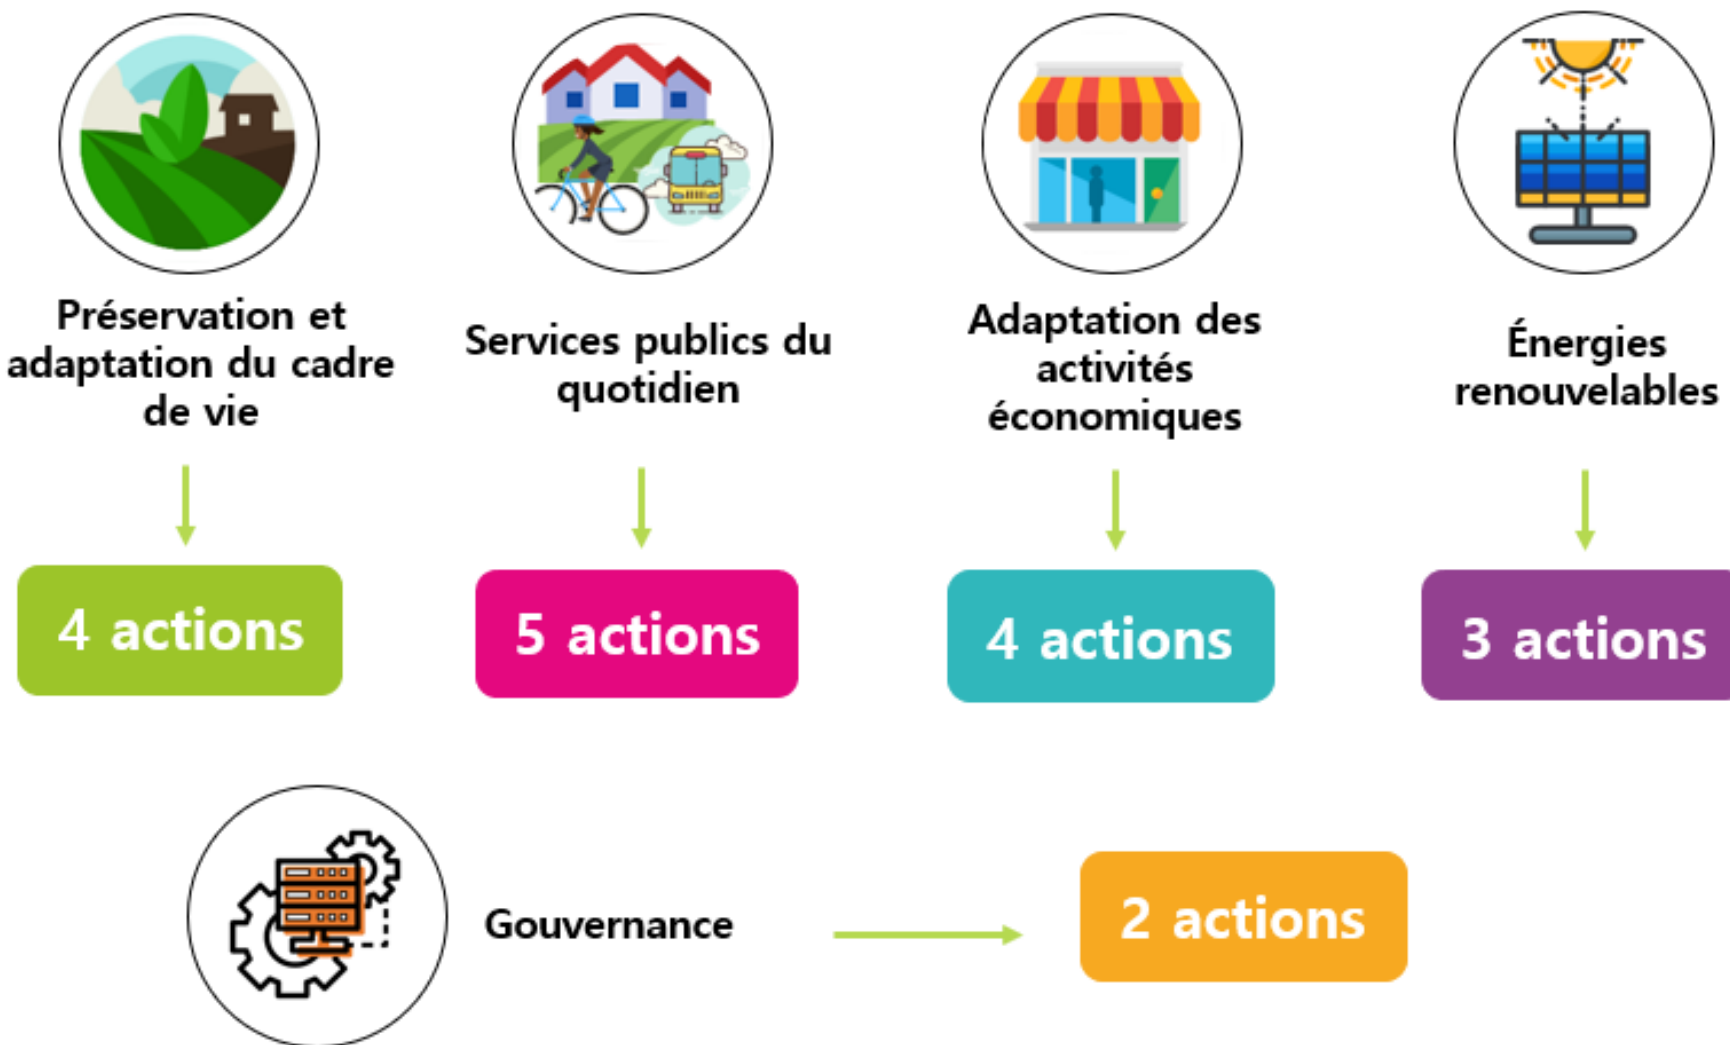 Préservation et
adaptation du cadre
de vie
Services publics du
quotidien
Adaptation des
activités
économiques
Énergies
renouvelables
4 actions
5 actions
4 actions
3 actions
Gouvernance
2 actions